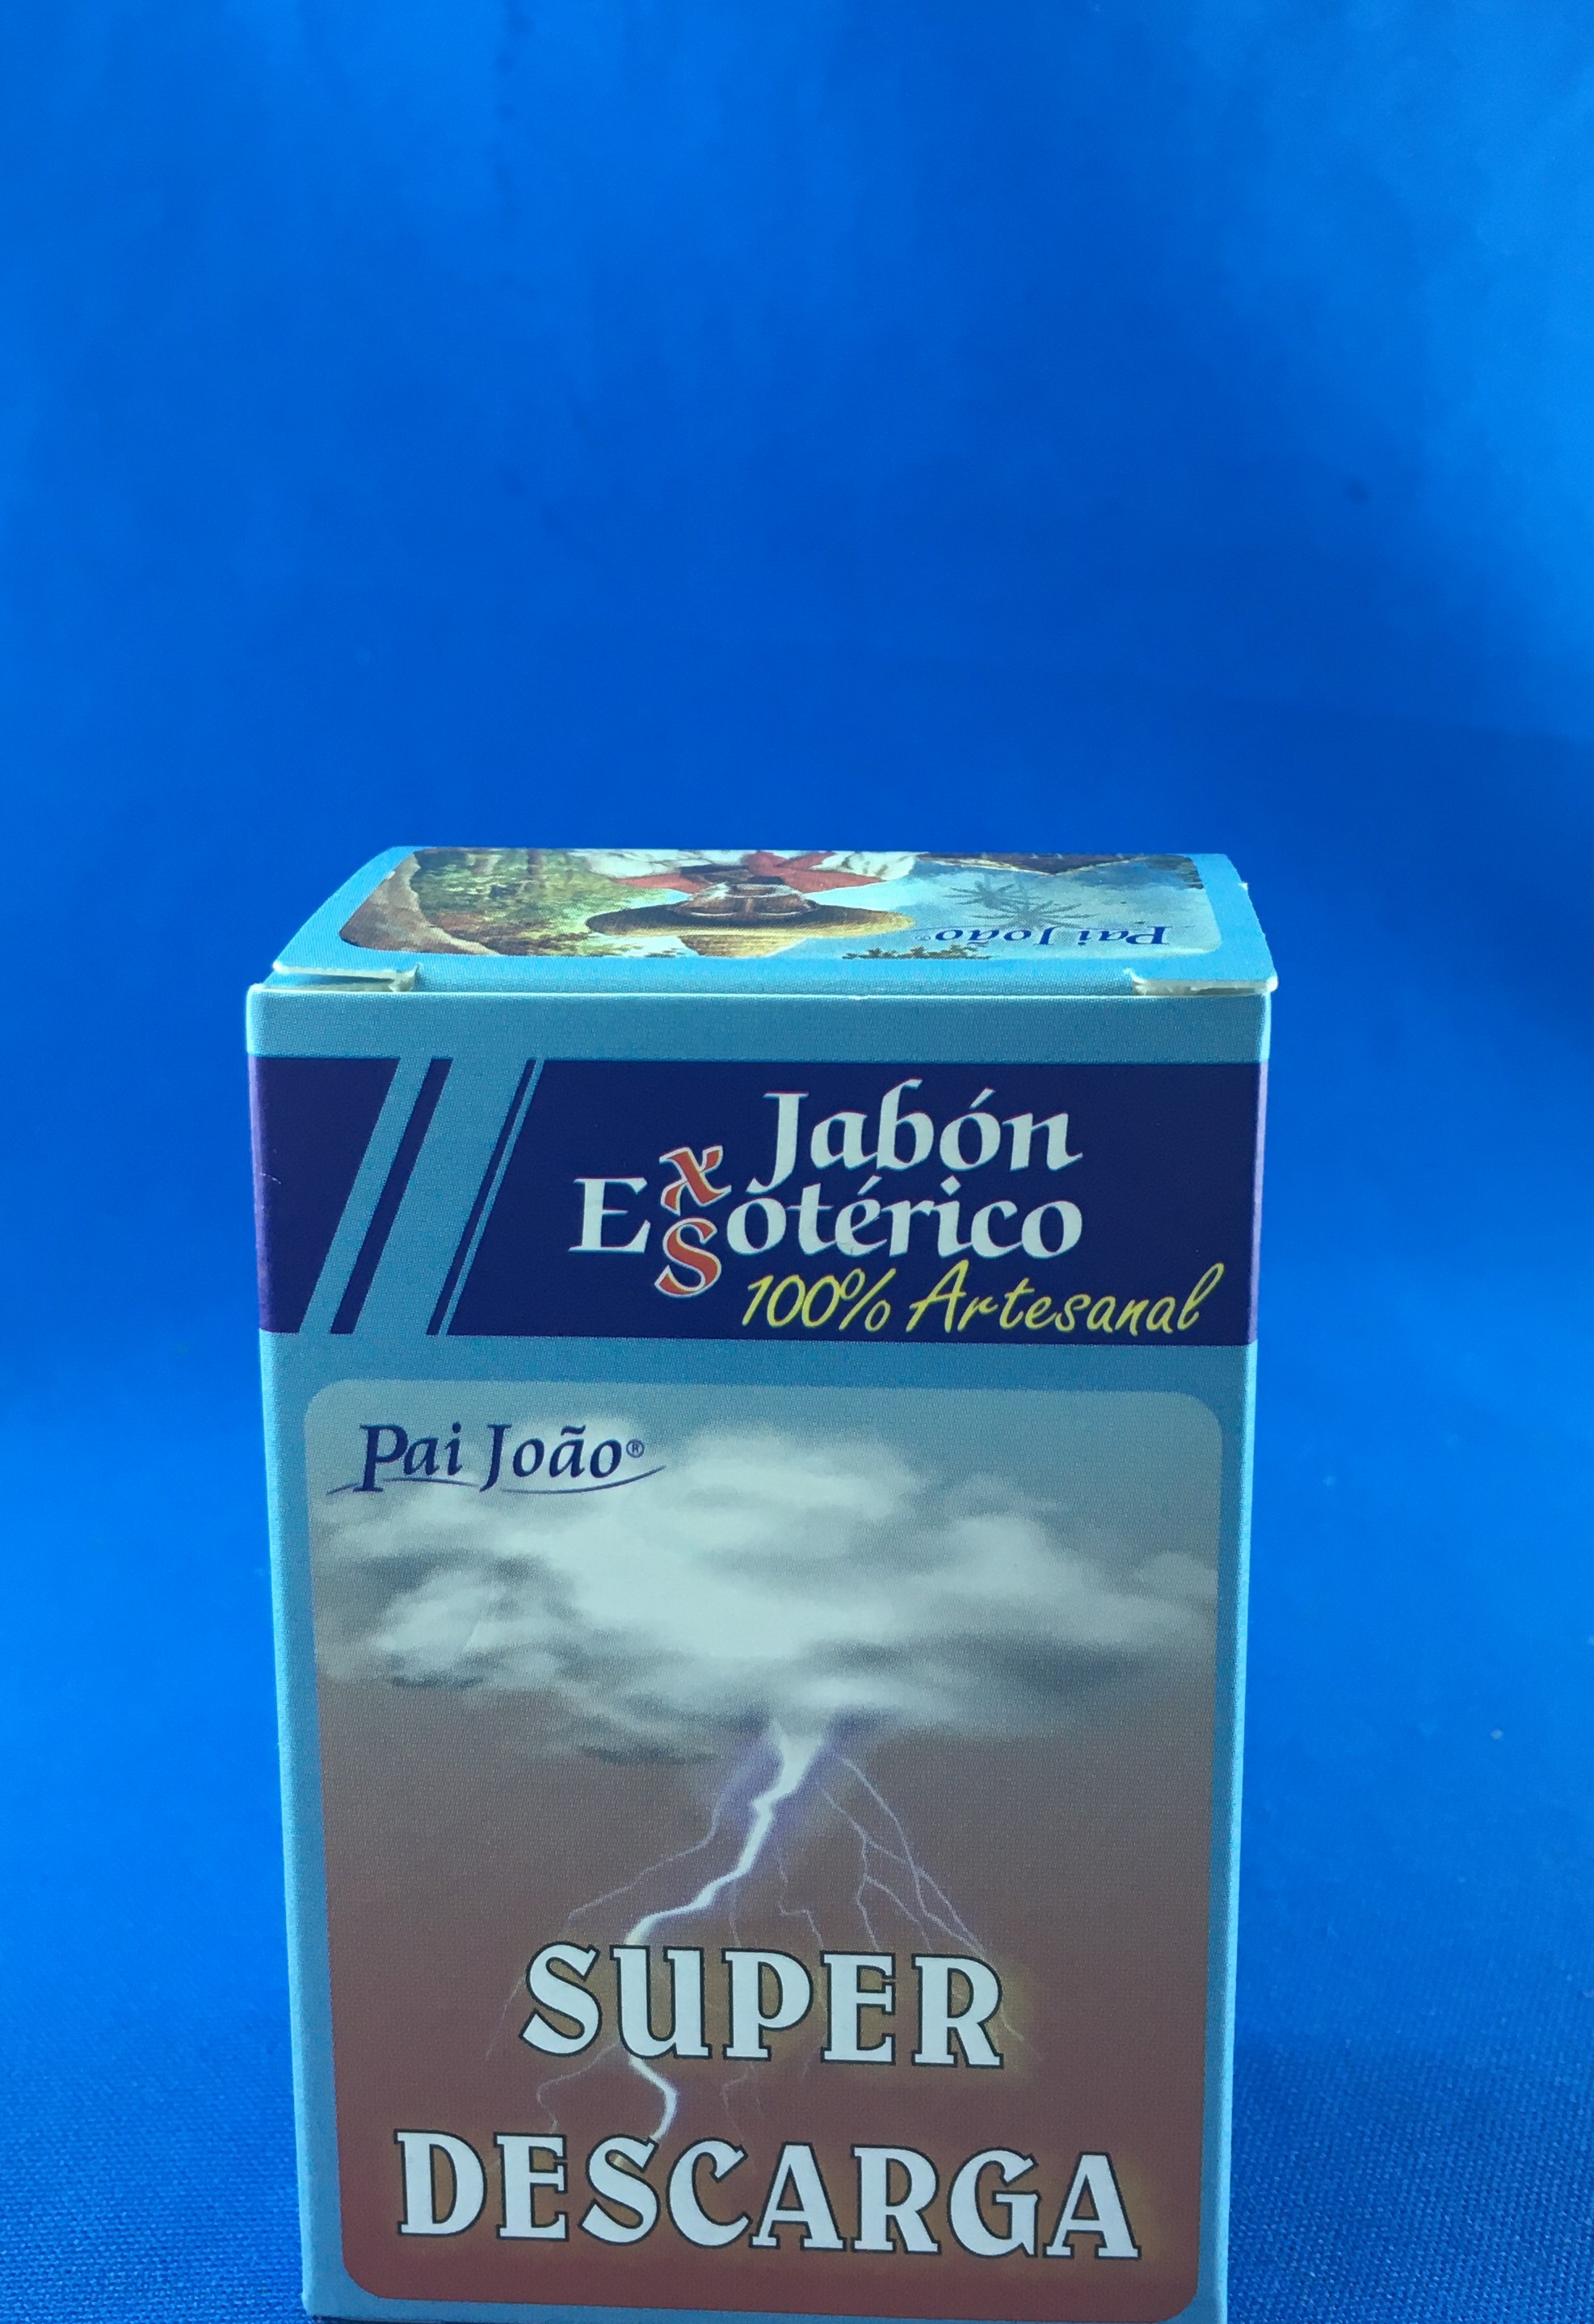 Pai João®
Jabón
ExSotérico
100% Artesanal
Pai João®
SUPER
DESCARGA